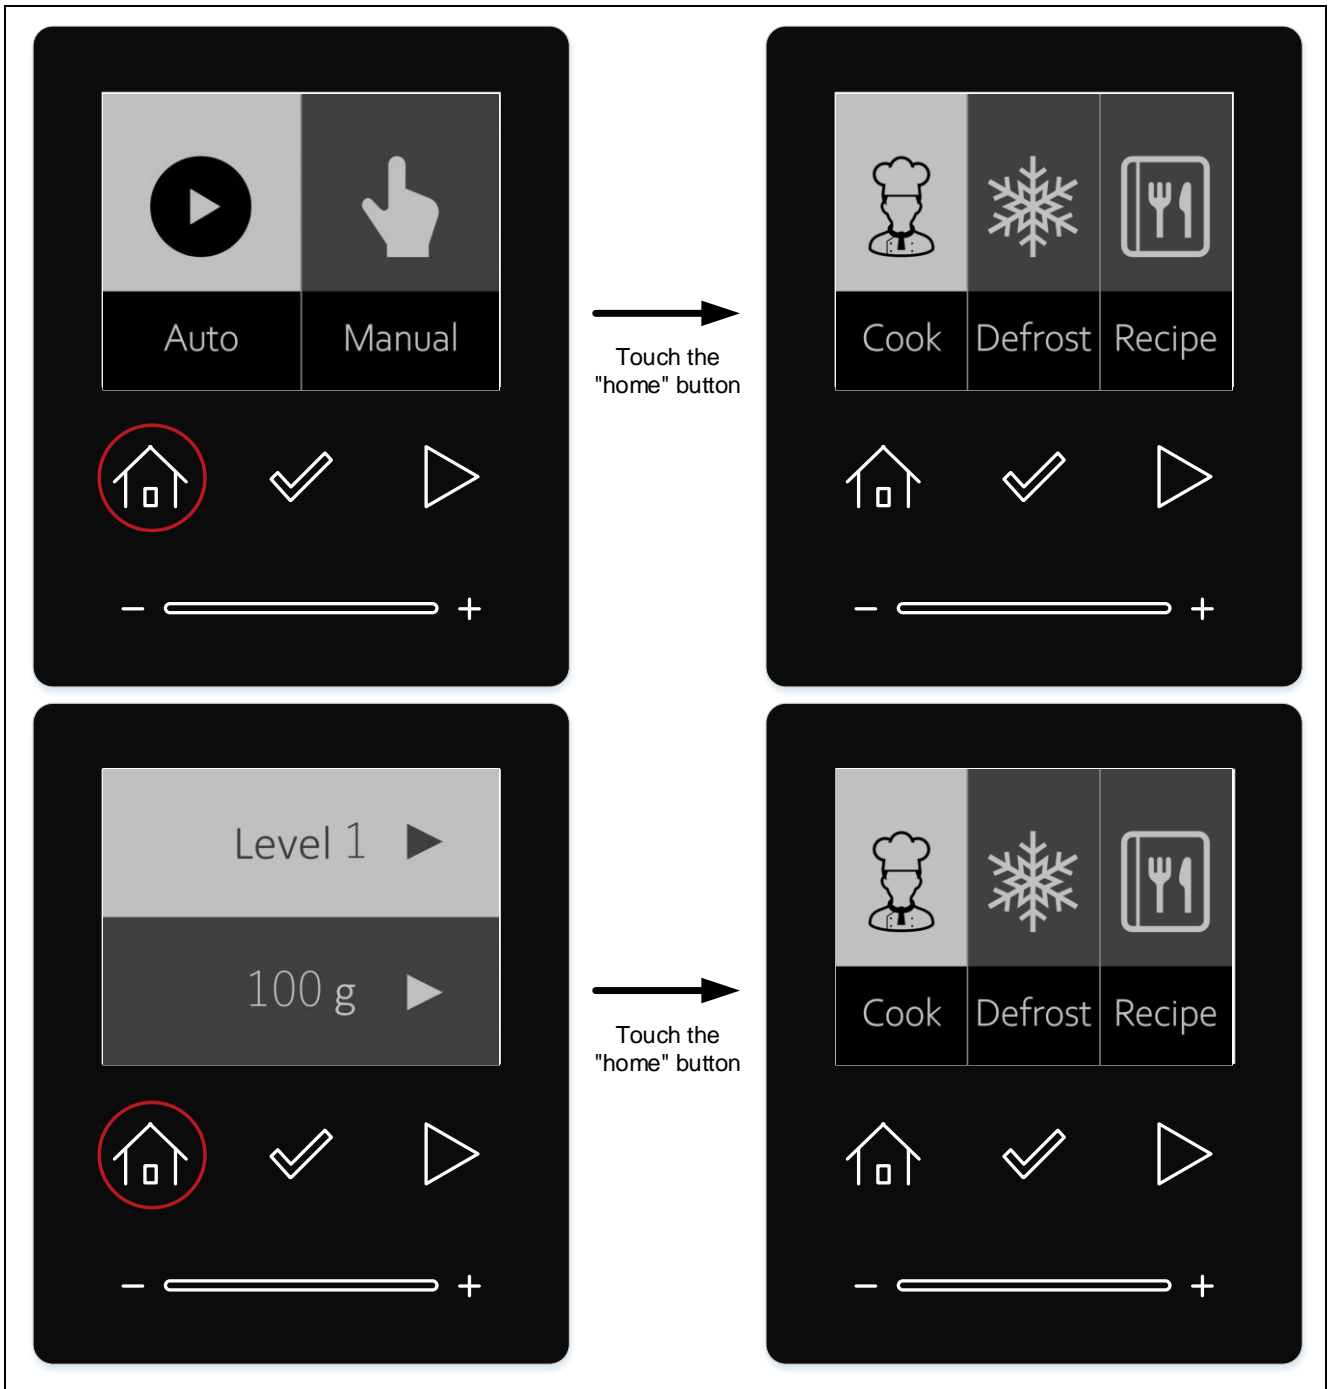 Auto Manual
Touch the
"home" button
Cook Defrost Recipe
Level 1
100 g
Touch the
"home" button
Cook Defrost Recipe